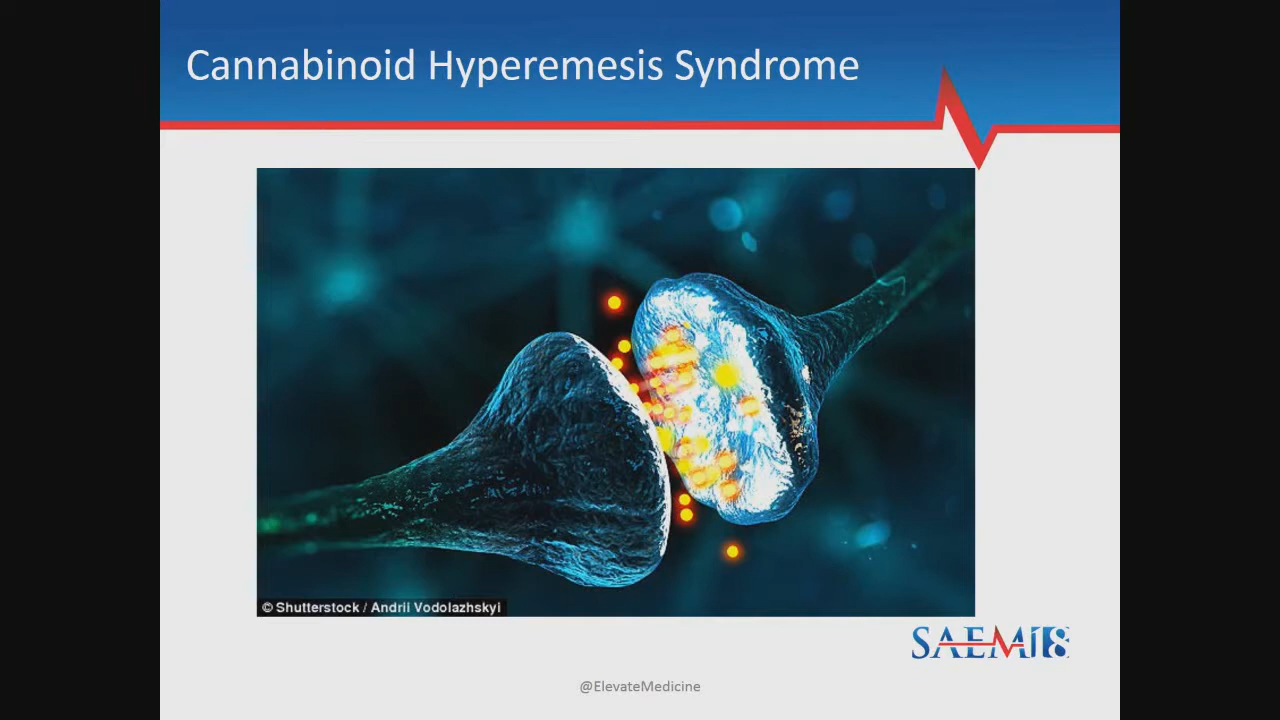 Cannabinoid Hyperemesis Syndrome
© Shutterstock / Andrii Vodolazhskyi
SAEM18
@ElevateMedicine